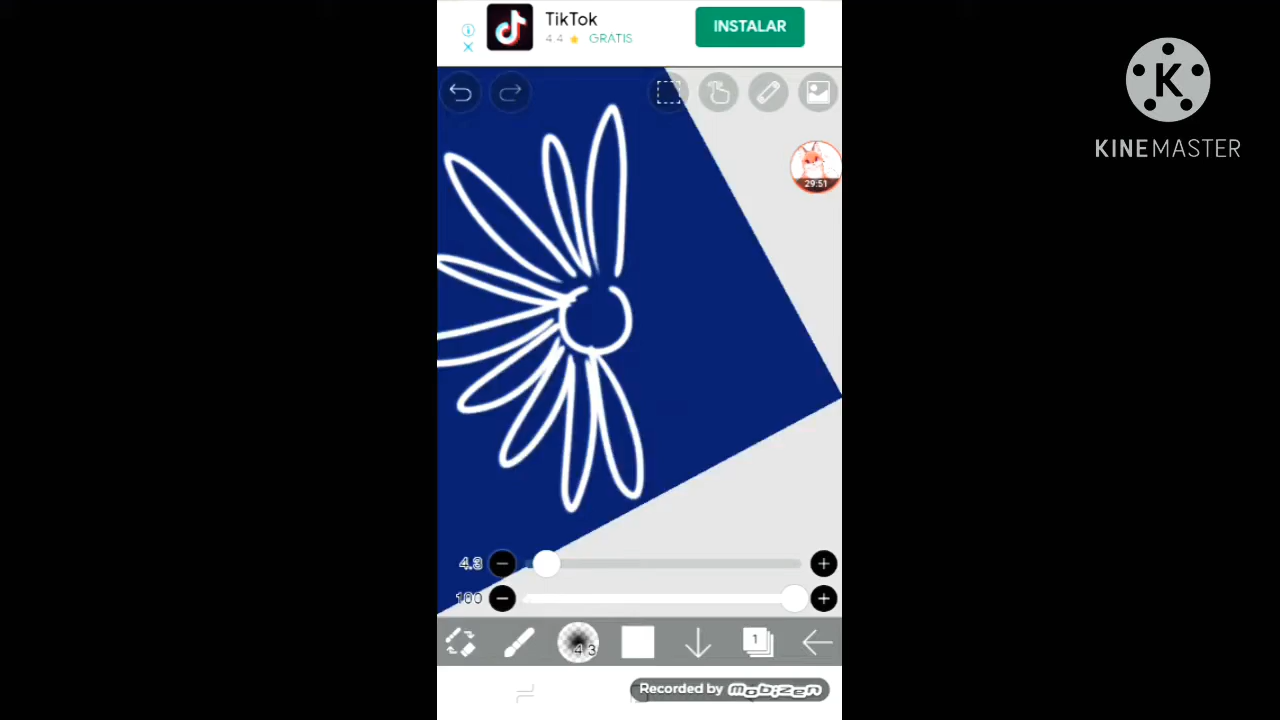 TikTok
4.4 ★ GRATIS
INSTALAR
K
KINEMASTER
29:51
4.3
100
4.3
1
Recorded by MOBIZEN